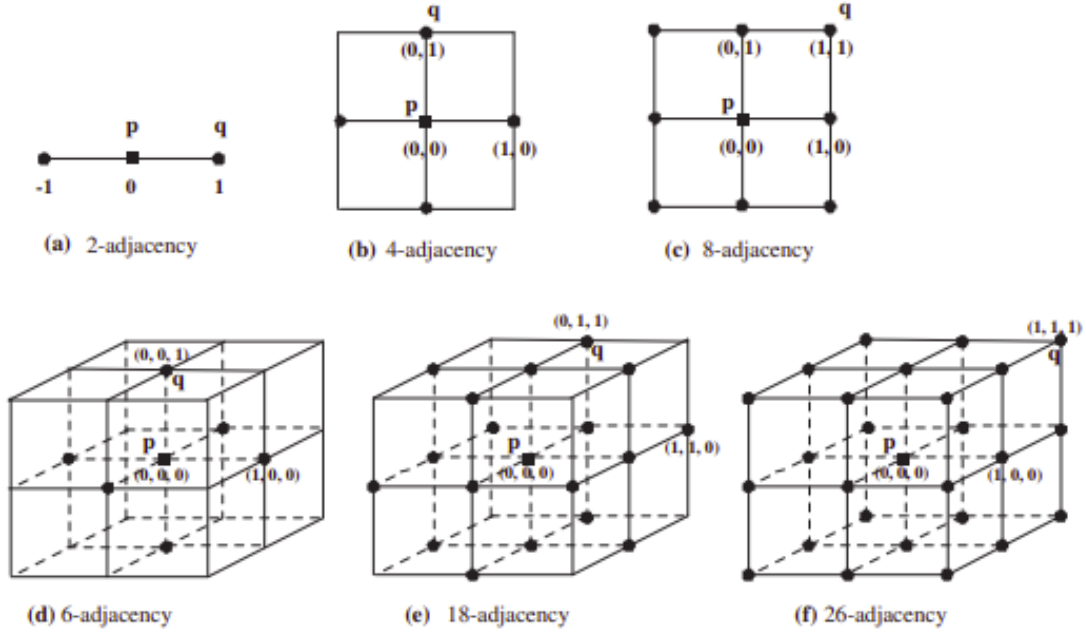 q
(0, 1)
p
(0, 0)
(1, 0)
(b) 4-adjacency
q
(0, 1)
(1, 1)
p
(0, 0)
(1, 0)
(c) 8-adjacency
p
q
-1
0
1
(a) 2-adjacency
(0, 0, 1)
q
p
(0, 0, 0)
(1, 0, 0)
(d) 6-adjacency
(0, 1, 1)
q
p
(0, 0, 0)
(1, 1, 0)
(e) 18-adjacency
(1, 1, 1)
q
p
(0, 0, 0)
(1, 0, 0)
(f) 26-adjacency